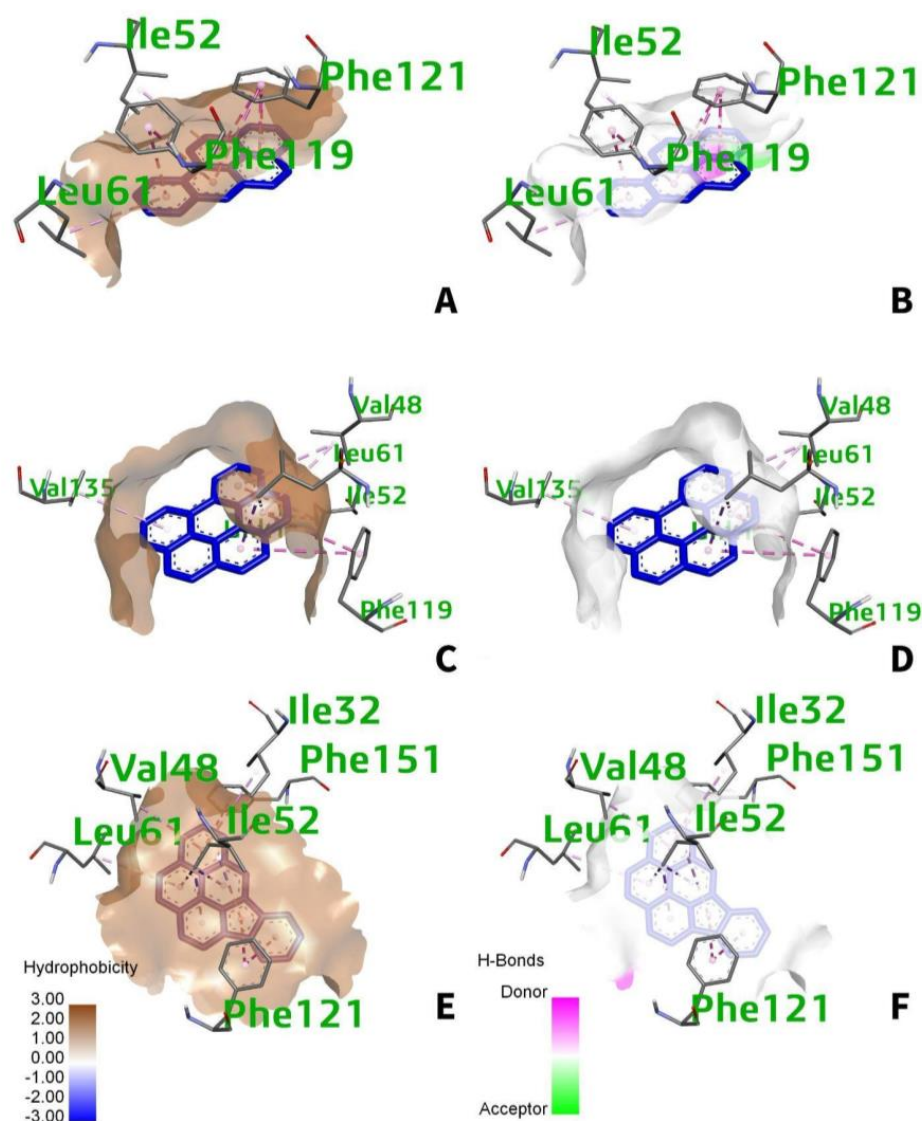 Ile52
Phe121
Phe119
Leu61
A
Ile52
Phe121
Phe119
Leu61
B
Val48
Leu61
Val135
Ile52
Phe119
C
Val48
Leu61
Val135
Ile52
Phe119
D
Ile32
Phe151
Val48
Ile52
Leu61
Phe121
E
Hydrophobicity
3.00
2.00
1.00
0.00
-1.00
-2.00
-3.00
Ile32
Phe151
Val48
Ile52
Leu61
Phe121
F
H-Bonds
Donor
Acceptor